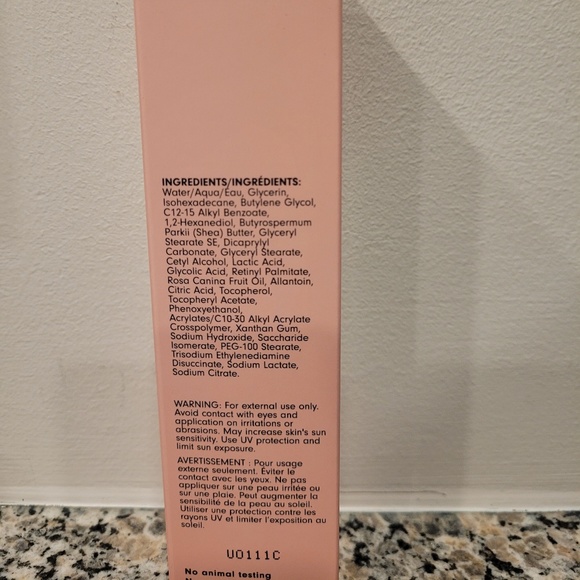 INGREDIENTS/INGRÉDIENTS:
Water/Aqua/Eau, Glycerin,
Isohexadecane, Butylene Glycol,
C12-15 Alkyl Benzoate,
1,2-Hexanediol, Butyrospermum
Parkii (Shea) Butter, Glyceryl
Stearate SE, Dicaprylyl
Carbonate, Glyceryl Stearate,
Cetyl Alcohol, Lactic Acid,
Glycolic Acid, Retinyl Palmitate,
Rosa Canina Fruit Oil, Allantoin,
Citric Acid, Tocopherol,
Tocopheryl Acetate,
Phenoxyethanol,
Acrylates/C10-30 Alkyl Acrylate
Crosspolymer, Xanthan Gum,
Sodium Hydroxide, Saccharide
Isomerate, PEG-100 Stearate,
Trisodium Ethylenediamine
Disuccinate, Sodium Lactate,
Sodium Citrate.
WARNING: For external use only.
Avoid contact with eyes and
application on irritations or
abrasions. May increase skin's sun
sensitivity. Use UV protection and
limit sun exposure.
AVERTISSEMENT : Pour usage
externe seulement. Éviter le
contact avec les yeux. Ne pas
appliquer sur une peau irritée ou
sur une plaie. Peut augmenter la
sensibilité de la peau au soleil.
Utiliser une protection contre les
rayons UV et limiter l'exposition au
soleil.
U0111C
No animal testing